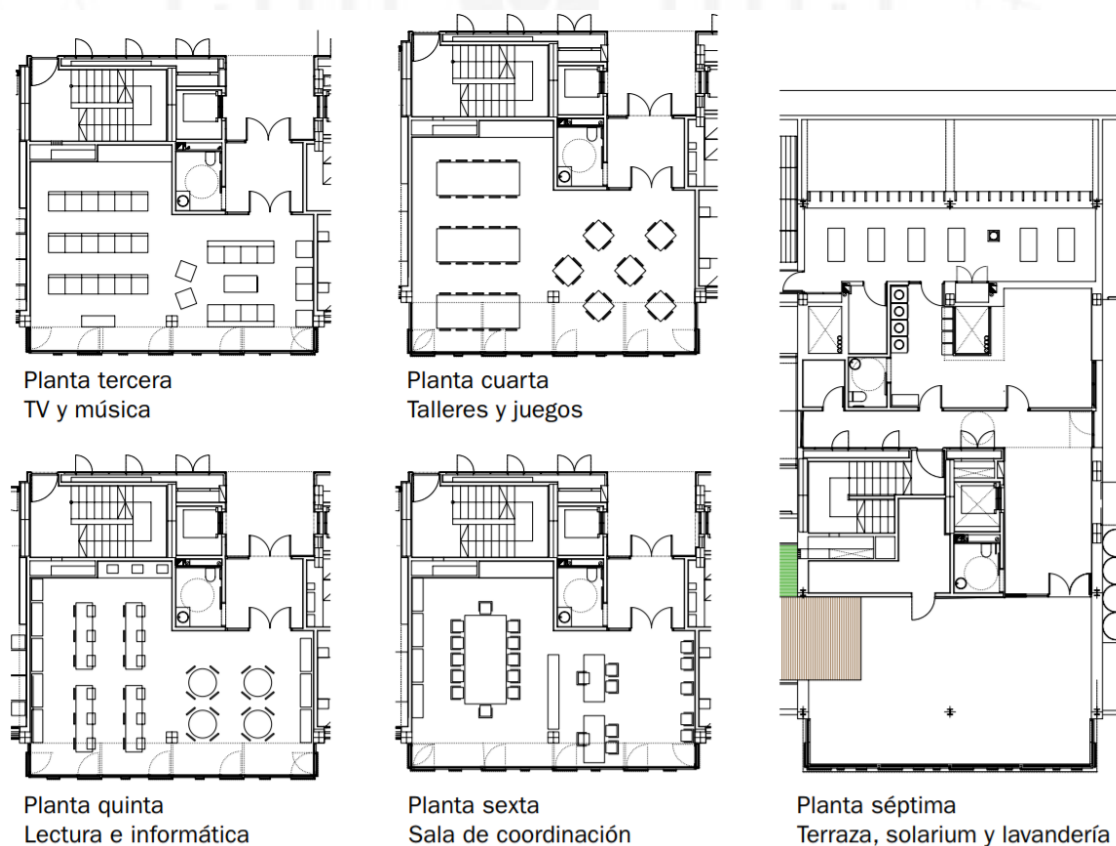 Planta tercera
TV y música
Planta cuarta
Talleres y juegos
Planta quinta
Lectura e informática
Planta sexta
Sala de coordinación
Planta séptima
Terraza, solarium y lavandería